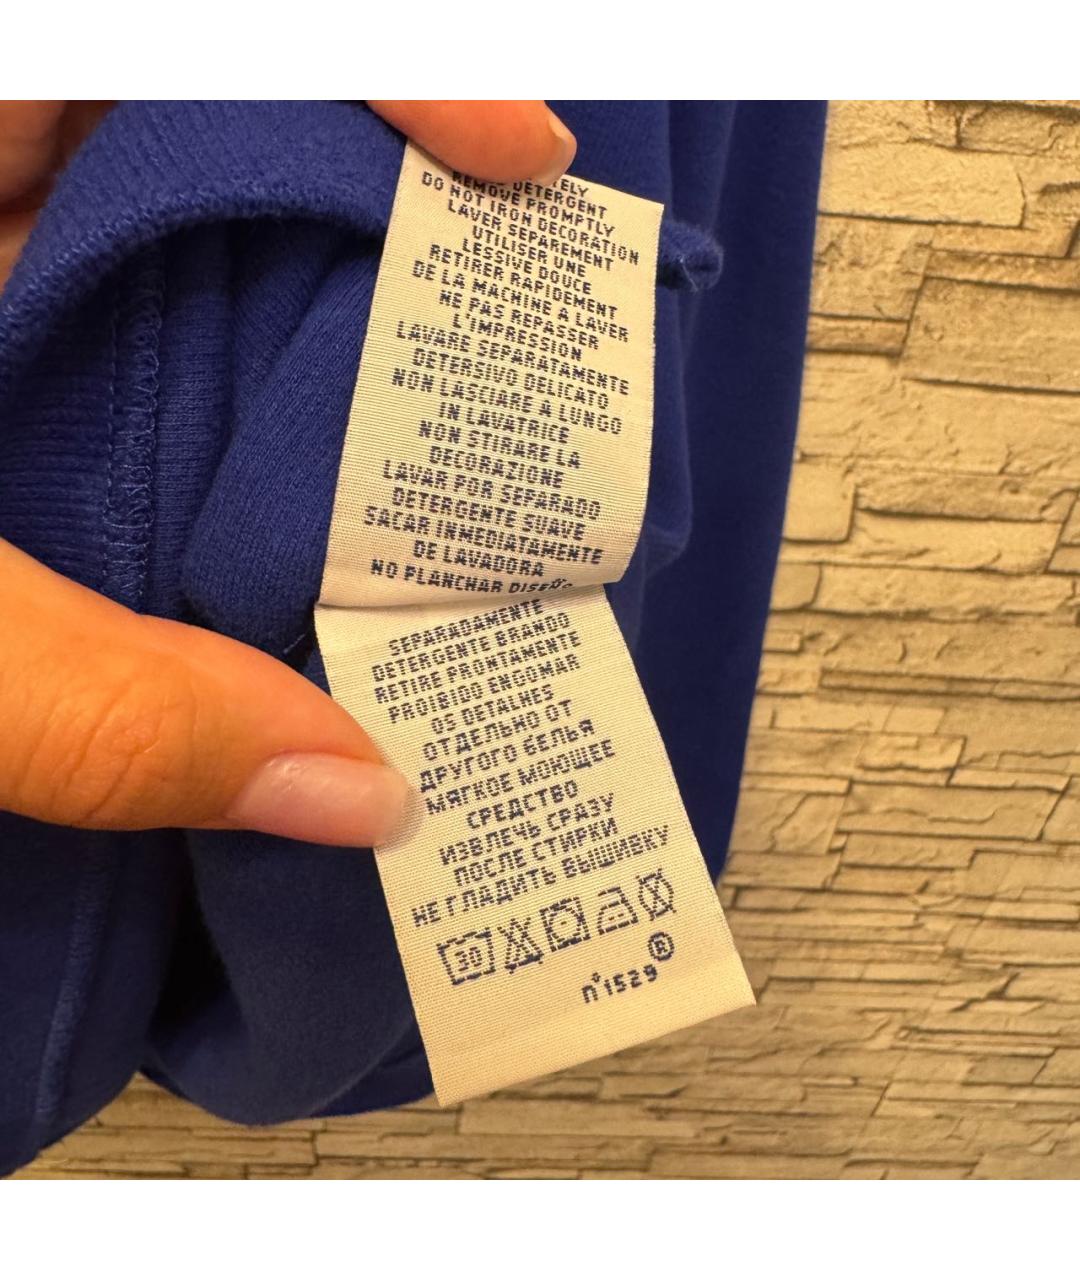 DETERGENT
REMOVE PROMPTLY
DO NOT IRON DECORATION
LAVER SEPAREMENT
UTILISER UNE
LESSIVE DOUCE
RETIRER RAPIDEMENT
DE LA MACHINE A LAVER
NE PAS REPASSER
L'IMPRESSION
LAVARE SEPARATAMENTE
DETERSIVO DELICATO
NON LASCIARE A LUNGO
IN LAVATRICE
NON STIRARE LA
DECORAZIONE
LAVAR POR SEPARADO
DETERGENTE SUAVE
SACAR INMEDIATAMENTE
DE LAVADORA
NO PLANCHAR DISEÑO
SEPARADAMENTE
DETERGENTE BRANDO
RETIRE PRONTAMENTE
PROIBIDO ENGOMAR
OS DETALHES
ОТДЕЛЬНО ОТ
ДРУГОГО БЕЛЬЯ
МЯГКОЕ МОЮЩЕЕ
СРЕДСТВО
ИЗВЛЕЧЬ СРАЗУ
ПОСЛЕ СТИРКИ
НЕ ГЛАДИТЬ ВЫШИВКУ
30
n°1529®